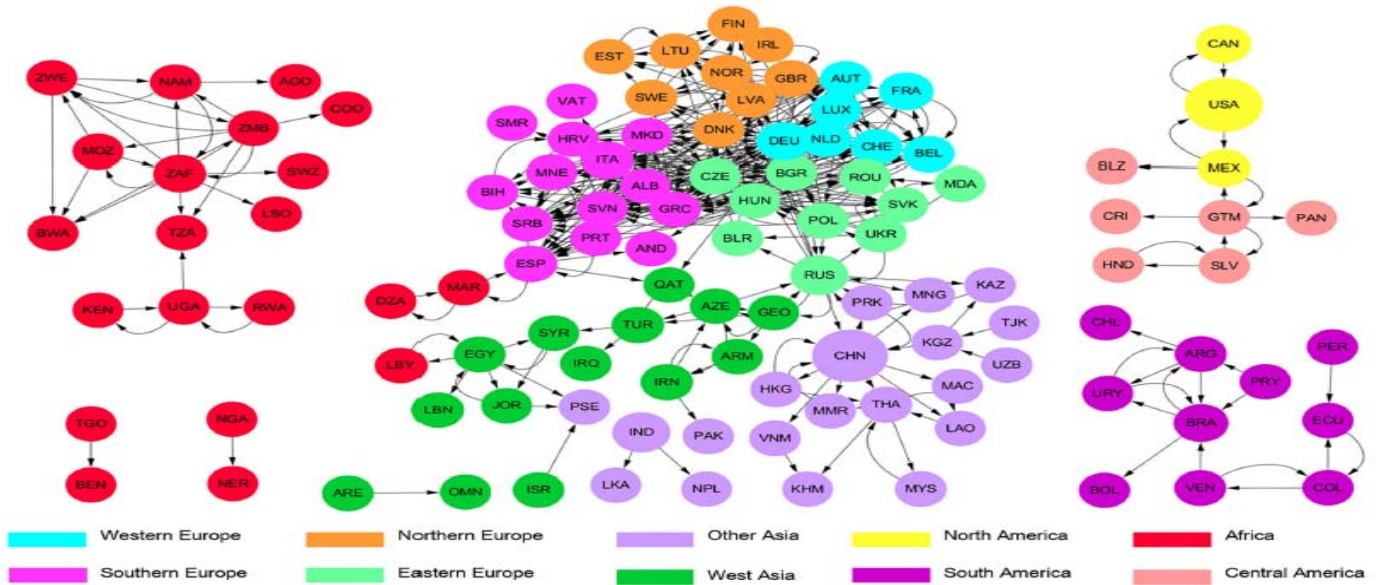 FIN
EST LTU IRL
CAN
ZWE NAM AGO NOR GBR AUT
FRA
VAT SWE LVA LUX USA
COD
SMR HRV MKD DNK
ZMB DEU NLD CHE BEL
MOZ ITA
ZAF SWZ MNE CZE BGR ROU MDA BLZ MEX
BIH ALB HUN SVK
LSO SVN GRC POL CRI GTM PAN
BWA TZA SRB PRT BLR UKR
AND
ESP RUS HND SLV
DZA MAR QAT PRK MNG KAZ
KEN UGA RWA AZE GEO
SYR TUR TJK CHL
EGY CHN KGZ ARG PER
LBY IRQ ARM UZB
IRN HKG MAC URY PRY
LBN JOR PSE MMR THA
TGO NGA IND PAK VNM LAO BRA ECU
BEN NER ARE OMN ISR LKA NPL KHM MYS BOL VEN COL
Western Europe Northern Europe Other Asia North America Africa
Southern Europe Eastern Europe West Asia South America Central America